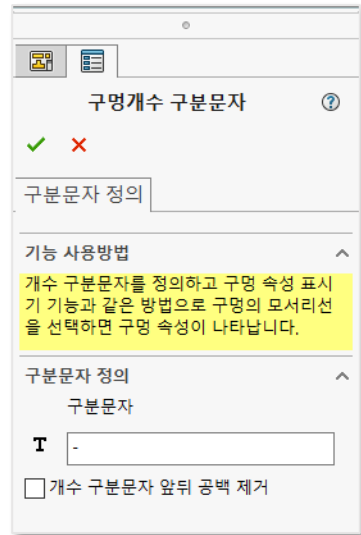 구멍개수 구분문자
구분문자 정의
기능 사용방법
개수 구분문자를 정의하고 구멍 속성 표시
기 기능과 같은 방법으로 구멍의 모서리선
을 선택하면 구멍 속성이 나타납니다.
구분문자 정의
구분문자
T -
개수 구분문자 앞뒤 공백 제거